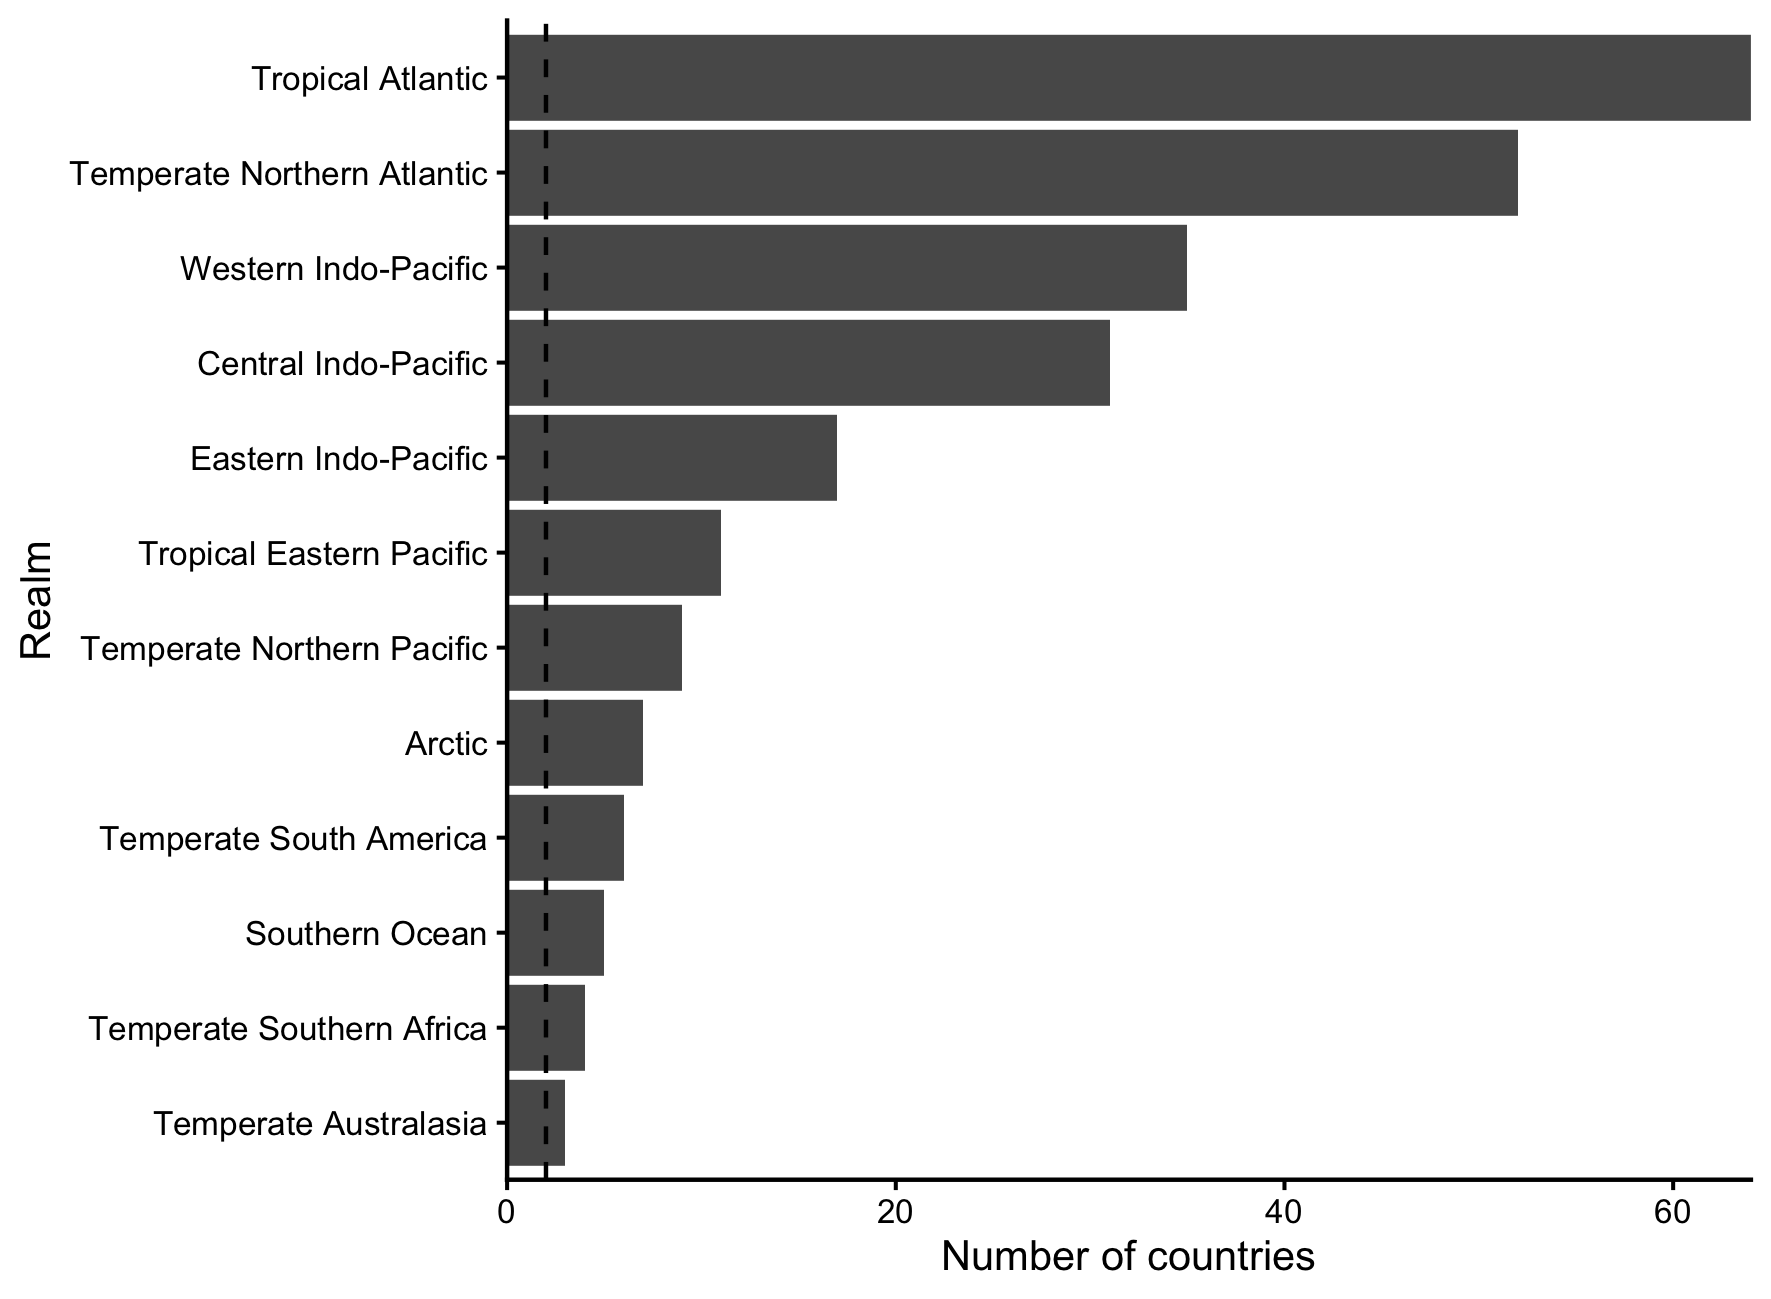 Tropical Atlantic
Temperate Northern Atlantic
Western Indo-Pacific
Central Indo-Pacific
Eastern Indo-Pacific
Tropical Eastern Pacific
Temperate Northern Pacific
Arctic
Temperate South America
Southern Ocean
Temperate Southern Africa
Temperate Australasia
Realm
0 20 40 60
Number of countries